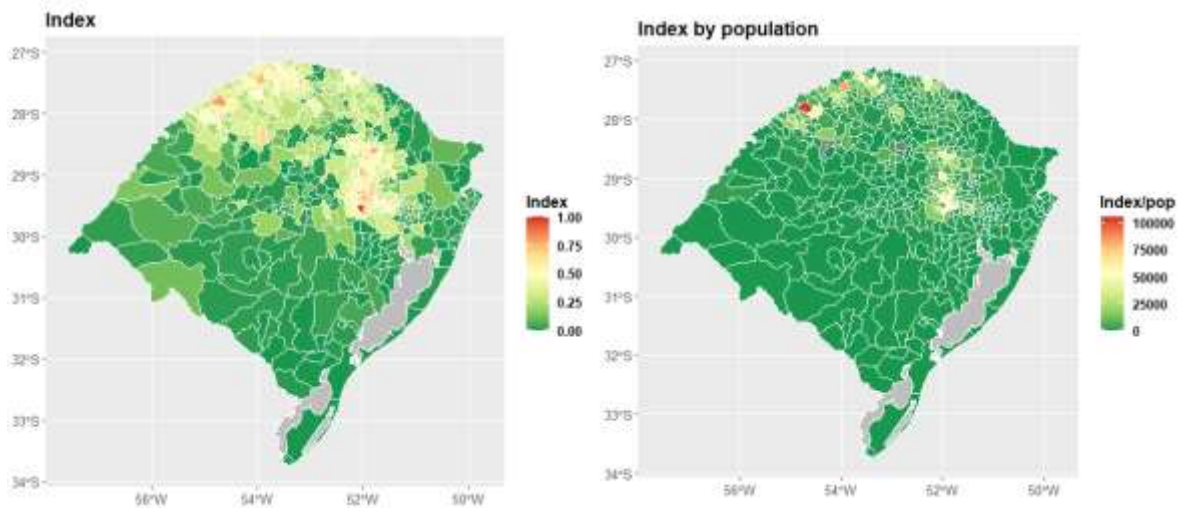 Index
27°S
28°S
29°S
30°S
31°S
32°S
33°S
34°S
56°W
54°W
52°W
50°W
Index
1.00
0.75
0.50
0.25
0.00
Index by population
27°S
28°S
29°S
30°S
31°S
32°S
33°S
34°S
56°W
54°W
52°W
50°W
Index/pop
100000
75000
50000
25000
0